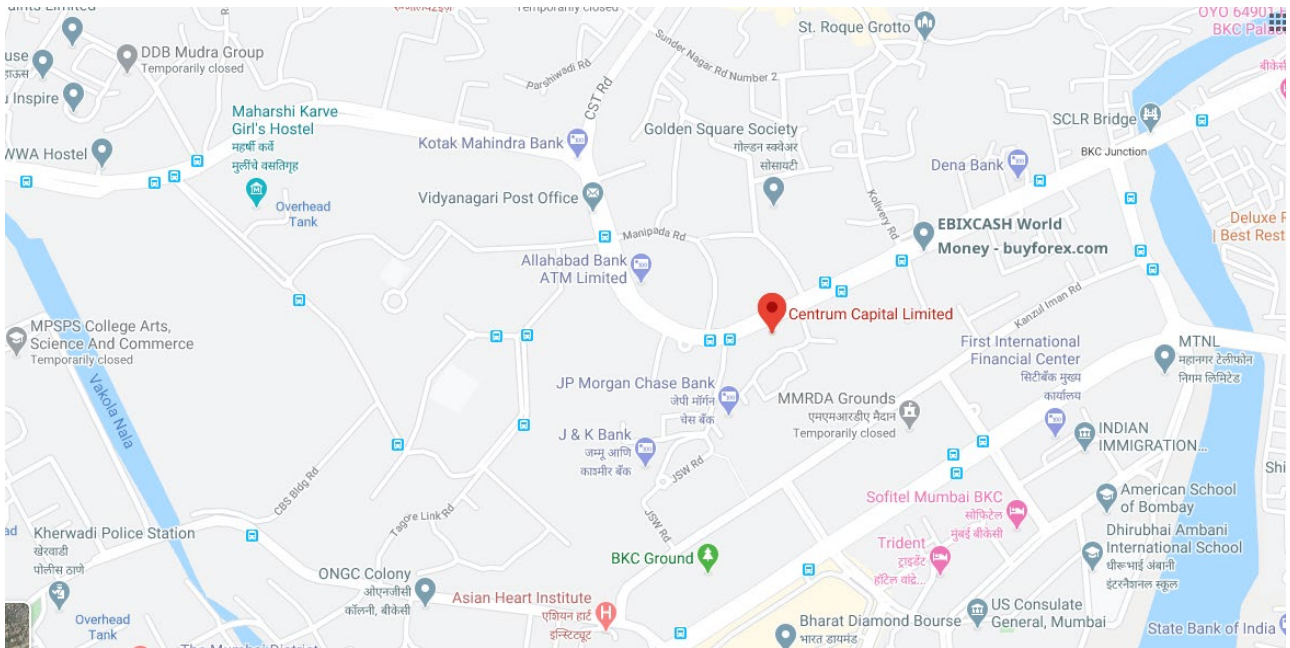 Limited
Temporarily closed
St. Roque Grotto
OYO 64901
BKC Palace
DDB Mudra Group
Temporarily closed
Inspire
WWA Hostel
Maharshi Karve
Girl's Hostel
महर्षी कर्वे
मुलींचे वसतिगृह
Overhead
Tank
Parshiwadi Rd
CST Rd
Sunder Nagar Rd Number 2
Kotak Mahindra Bank
Golden Square Society
गोल्डन स्क्वेअर
सोसायटी
SCLR Bridge
BKC Junction
Dena Bank
Vidyanagari Post Office
Kolivery Rd
EBIXCASH World
Money - buyforex.com
Deluxe
| Best Rest
Manipada Rd
Allahabad Bank
ATM Limited
Centrum Capital Limited
Kanzul Iman Rd
MPSPS College Arts,
Science And Commerce
Temporarily closed
Vakola Nala
First International
Financial Center
सिटीबँक मुख्य
कार्यालय
MTNL
महानगर टेलीफोन
निगम लिमिटेड
JP Morgan Chase Bank
जेपी मॉर्गन
चेस बँक
MMRDA Grounds
एमएमआरडीए मैदान
Temporarily closed
J & K Bank
जम्मू आणि
काश्मीर बँक
JSW Rd
JSW Rd
INDIAN
IMMIGRATION...
CBS Bldg Rd
Tagore Link Rd
Sofitel Mumbai BKC
सोफिटेल
मुंबई बीकेसी
American School
of Bombay
Kherwadi Police Station
खेरवाडी
पोलीस ठाणे
Trident
ट्राइडेंट
हॉटेल वांद्रे...
Dhirubhai Ambani
International School
धीरूभाई अंबानी
इंटरनैशनल स्कूल
BKC Ground
ONGC Colony
ओएनजीसी
कॉलनी, बीकेसी
Asian Heart Institute
एशियन हार्ट
इन्स्टिट्यूट
Overhead
Tank
Bharat Diamond Bourse
भारत डायमंड
US Consulate
General, Mumbai
State Bank of India
The Mumbai District